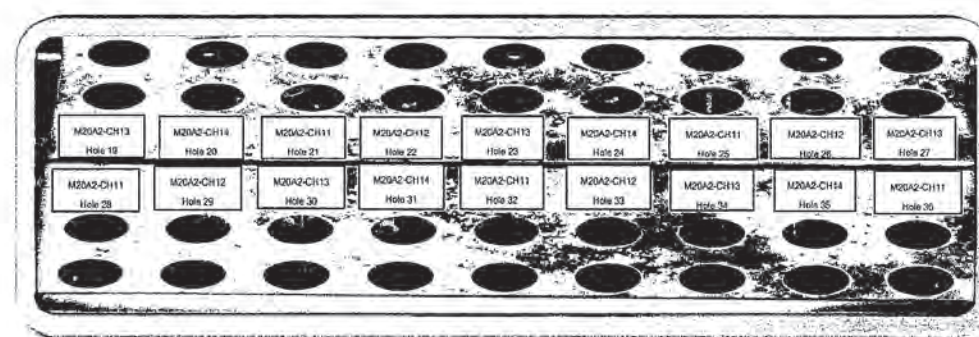 M20A2-CH13
Hole 19
M20A2-CH14
Hole 20
M20A2-CH11
Hole 21
M20A2-CH12
Hole 22
M20A2-CH13
Hole 23
M20A2-CH14
Hole 24
M20A2-CH11
Hole 25
M20A2-CH12
Hole 26
M20A2-CH13
Hole 27
M20A2-CH11
Hole 28
M20A2-CH12
Hole 29
M20A2-CH13
Hole 30
M20A2-CH14
Hole 31
M20A2-CH11
Hole 32
M20A2-CH12
Hole 33
M20A2-CH13
Hole 34
M20A2-CH14
Hole 35
M20A2-CH11
Hole 36